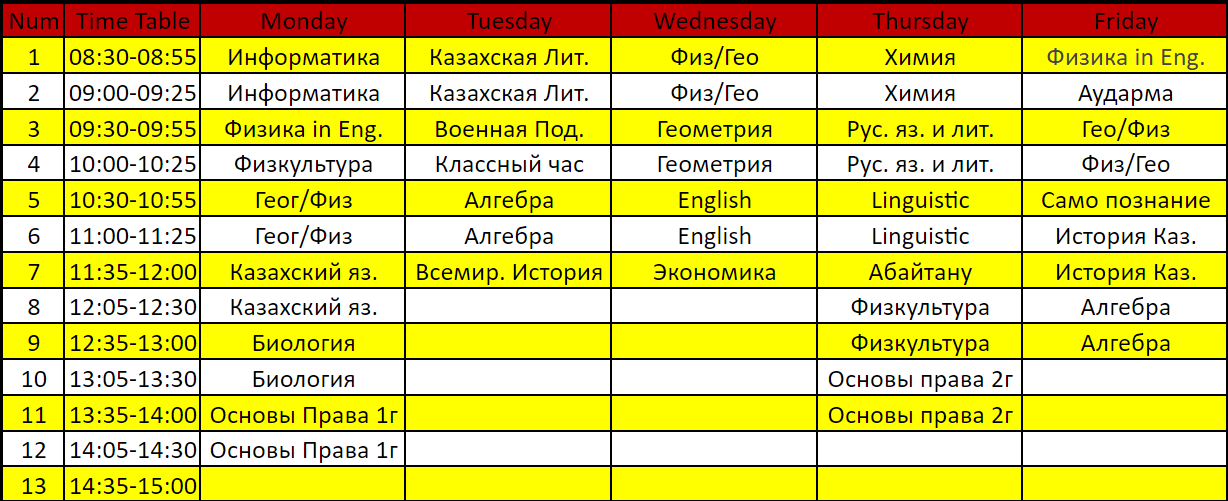 Num Time Table Monday Tuesday Wednesday Thursday Friday
1 08:30-08:55 Информатика Казахская Лит. Физ/Гео Химия Физика in Eng.
2 09:00-09:25 Информатика Казахская Лит. Физ/Гео Химия Аударма
3 09:30-09:55 Физика in Eng. Военная Под. Геометрия Рус. яз. и лит. Гео/Физ
4 10:00-10:25 Физкультура Классный час Геометрия Рус. яз. и лит. Физ/Гео
5 10:30-10:55 Геог/Физ Алгебра English Linguistic Само познание
6 11:00-11:25 Геог/Физ Алгебра English Linguistic История Каз.
7 11:35-12:00 Казахский яз. Всемир. История Экономика Абайтану История Каз.
8 12:05-12:30 Казахский яз. Физкультура Алгебра
9 12:35-13:00 Биология Физкультура Алгебра
10 13:05-13:30 Биология Основы права 2г
11 13:35-14:00 Основы Права 1г Основы права 2г
12 14:05-14:30 Основы Права 1г
13 14:35-15:00